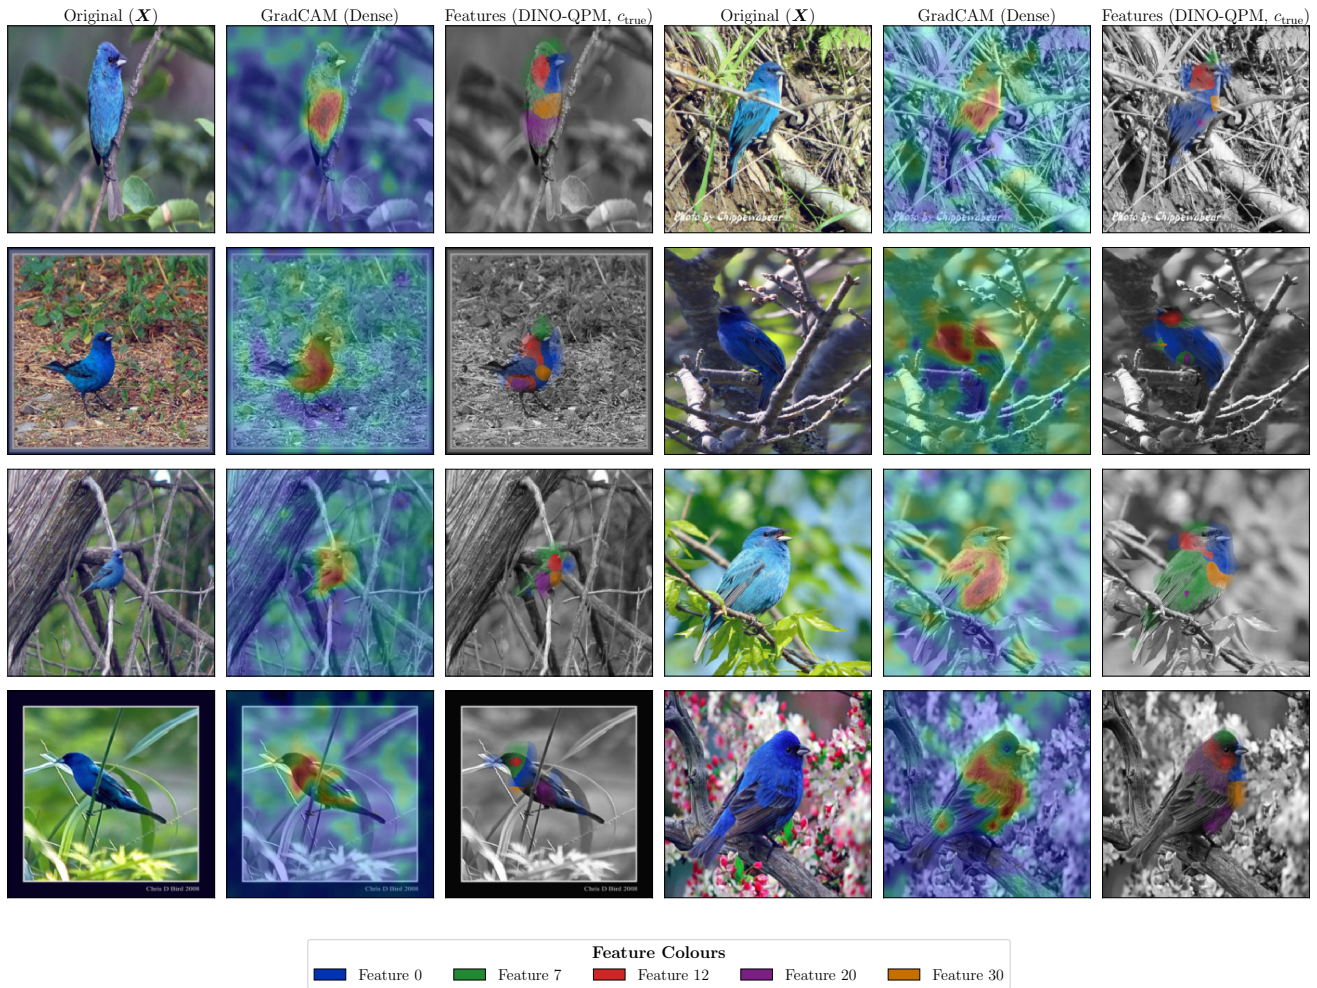 Original (X) GradCAM (Dense) Features (DINO-QPM, c_true) Original (X) GradCAM (Dense) Features (DINO-QPM, c_true)
Photo by Chippewabear Photo by Chippewabear Photo by Chippewabear
Chris D Bird 2008 Chris D Bird 2008 Chris D Bird 2008
Feature Colours
Feature 0 Feature 7 Feature 12 Feature 20 Feature 30